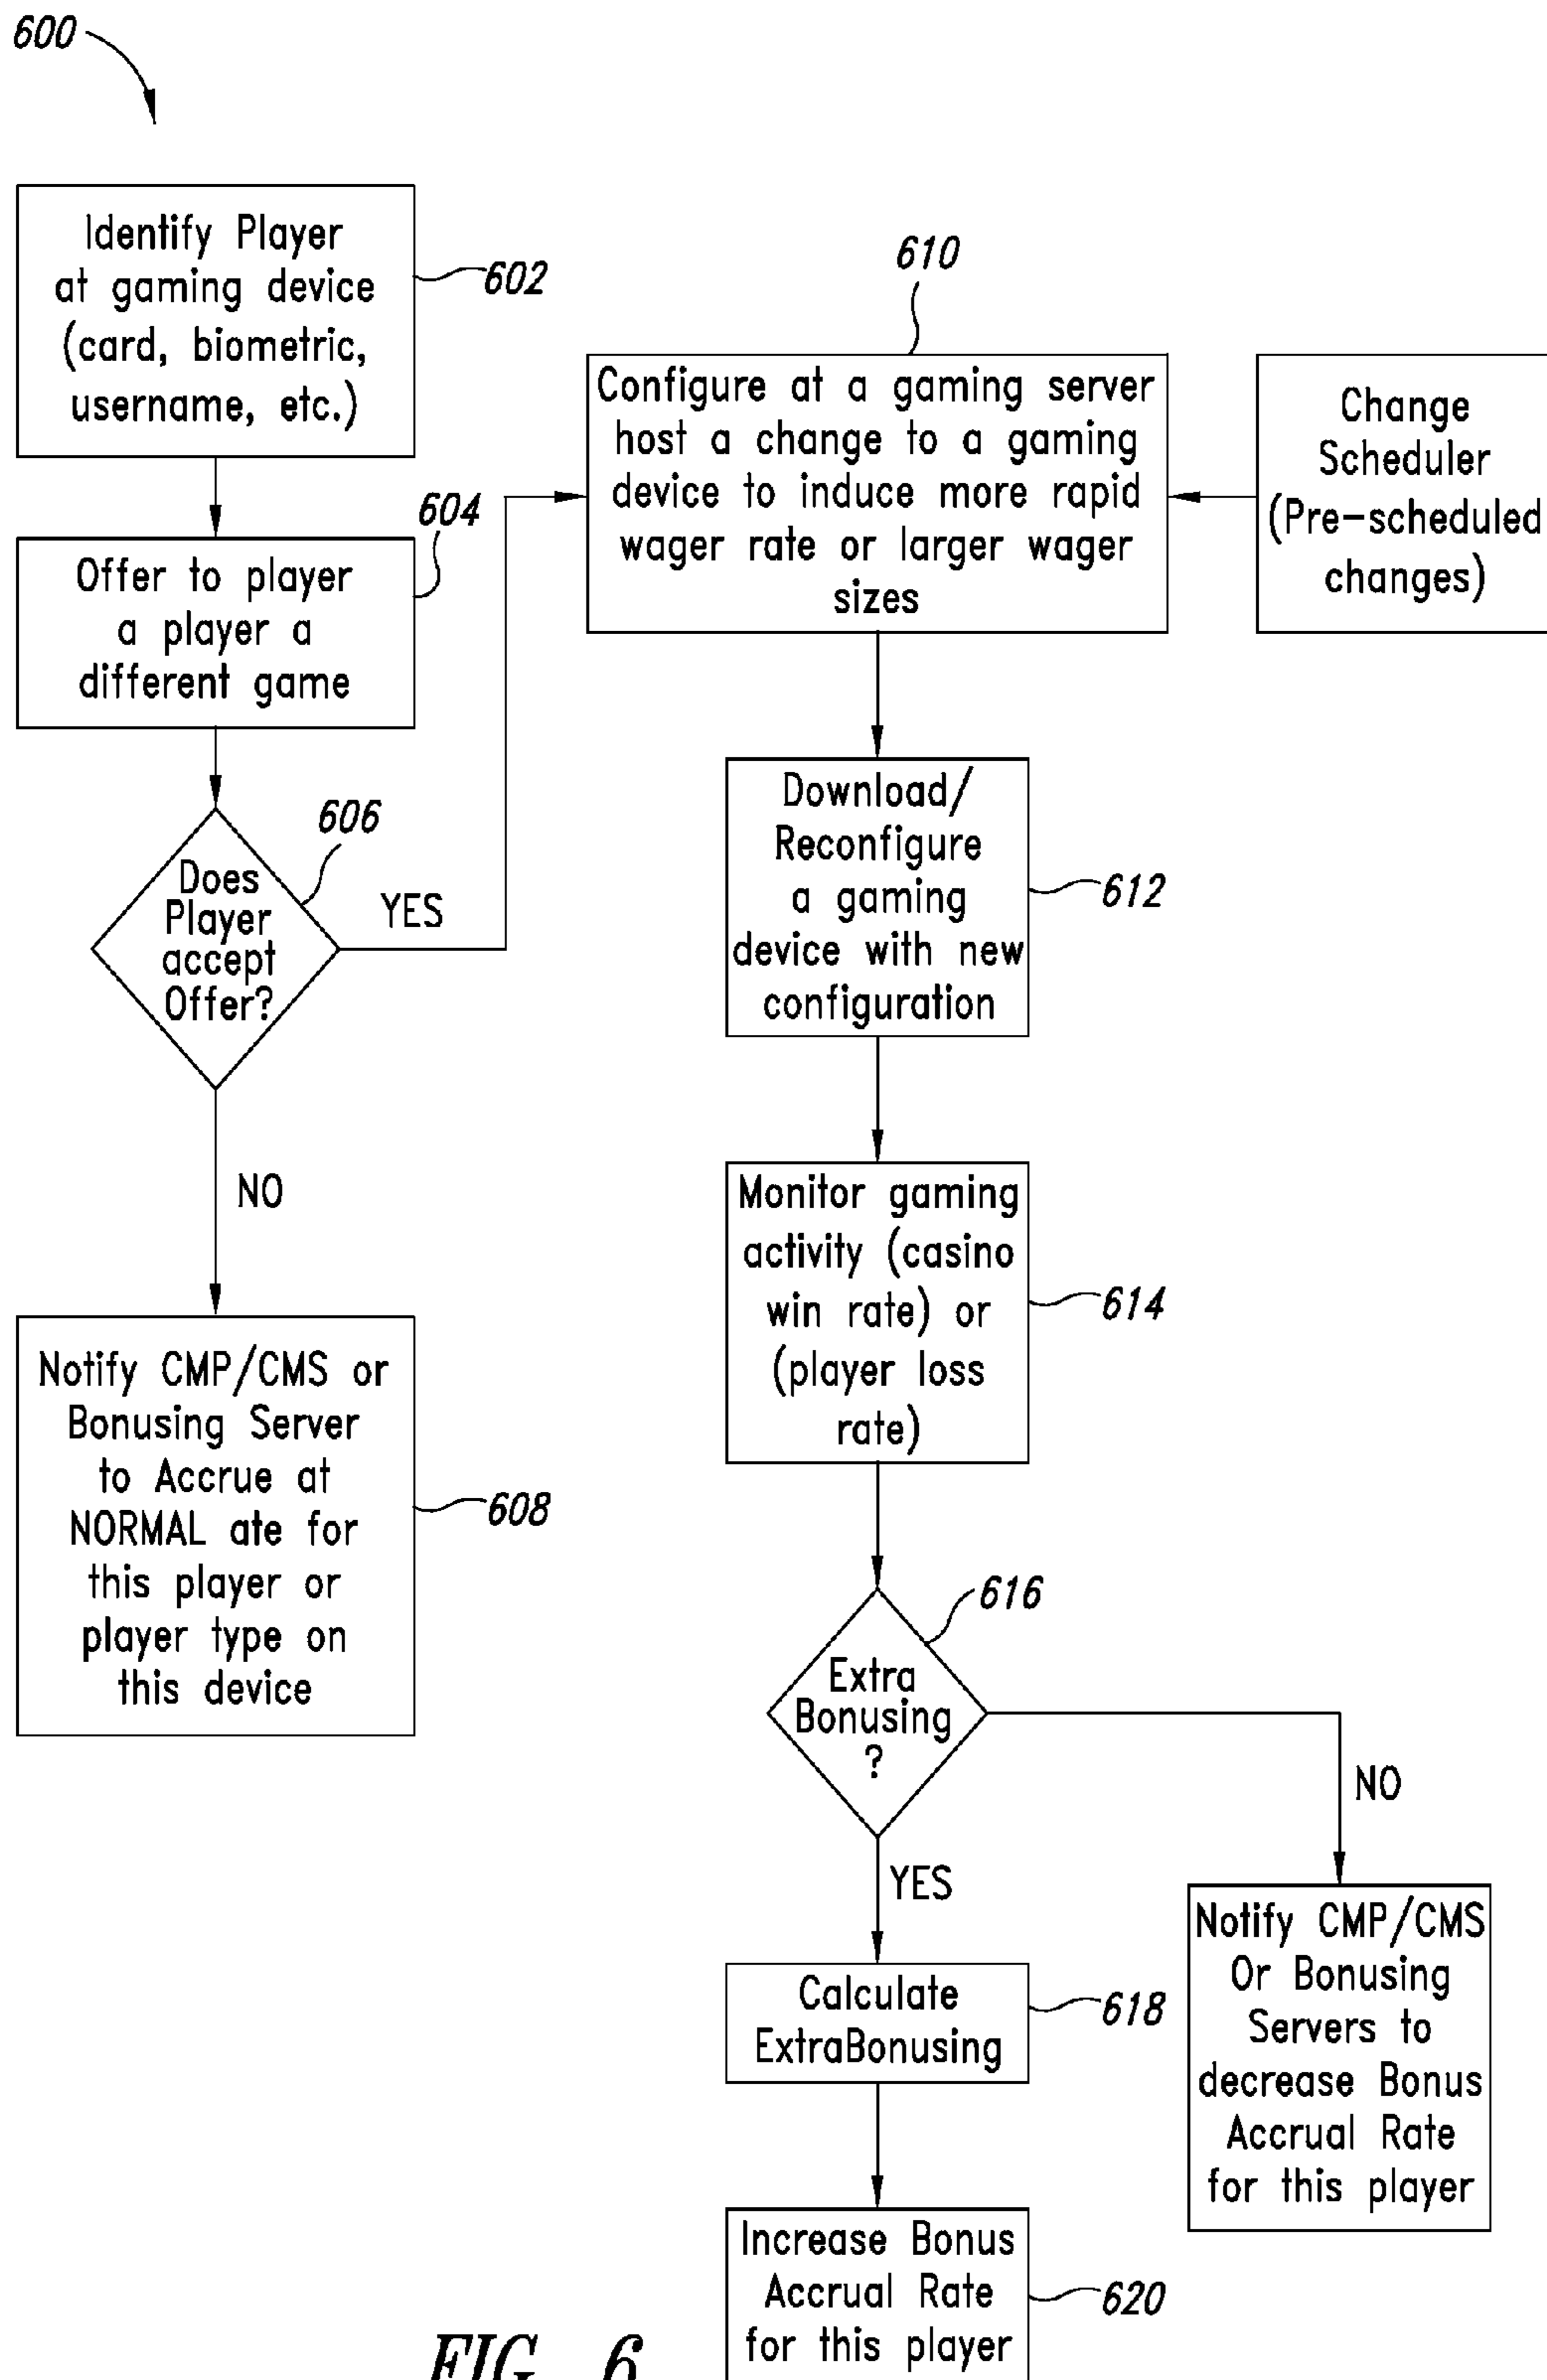 600
Identify Player
at gaming device
(card, biometric,
username, etc.)
602
Offer to player
a player a
different game
604
Does
Player
accept
Offer?
606
YES
NO
Notify CMP/CMS or
Bonusing Server
to Accrue at
NORMAL ate for
this player or
player type on
this device
608
610
Configure at a gaming server
host a change to a gaming
device to induce more rapid
wager rate or larger wager
sizes
Change
Scheduler
(Pre-scheduled
changes)
Download/
Reconfigure
a gaming
device with new
configuration
612
Monitor gaming
activity (casino
win rate) or
(player loss
rate)
614
Extra
Bonusing
?
616
NO
YES
Calculate
ExtraBonusing
618
Notify CMP/CMS
Or Bonusing
Servers to
decrease Bonus
Accrual Rate
for this player
Increase Bonus
Accrual Rate
for this player
620
FIG. 6